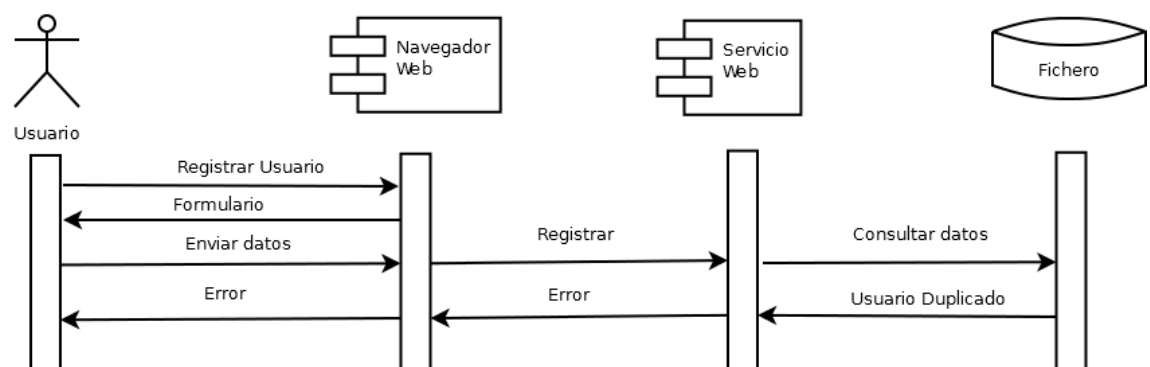 Navegador
Web
Servicio
Web
Fichero
Usuario
Registrar Usuario
Formulario
Enviar datos
Registrar
Consultar datos
Error
Error
Usuario Duplicado